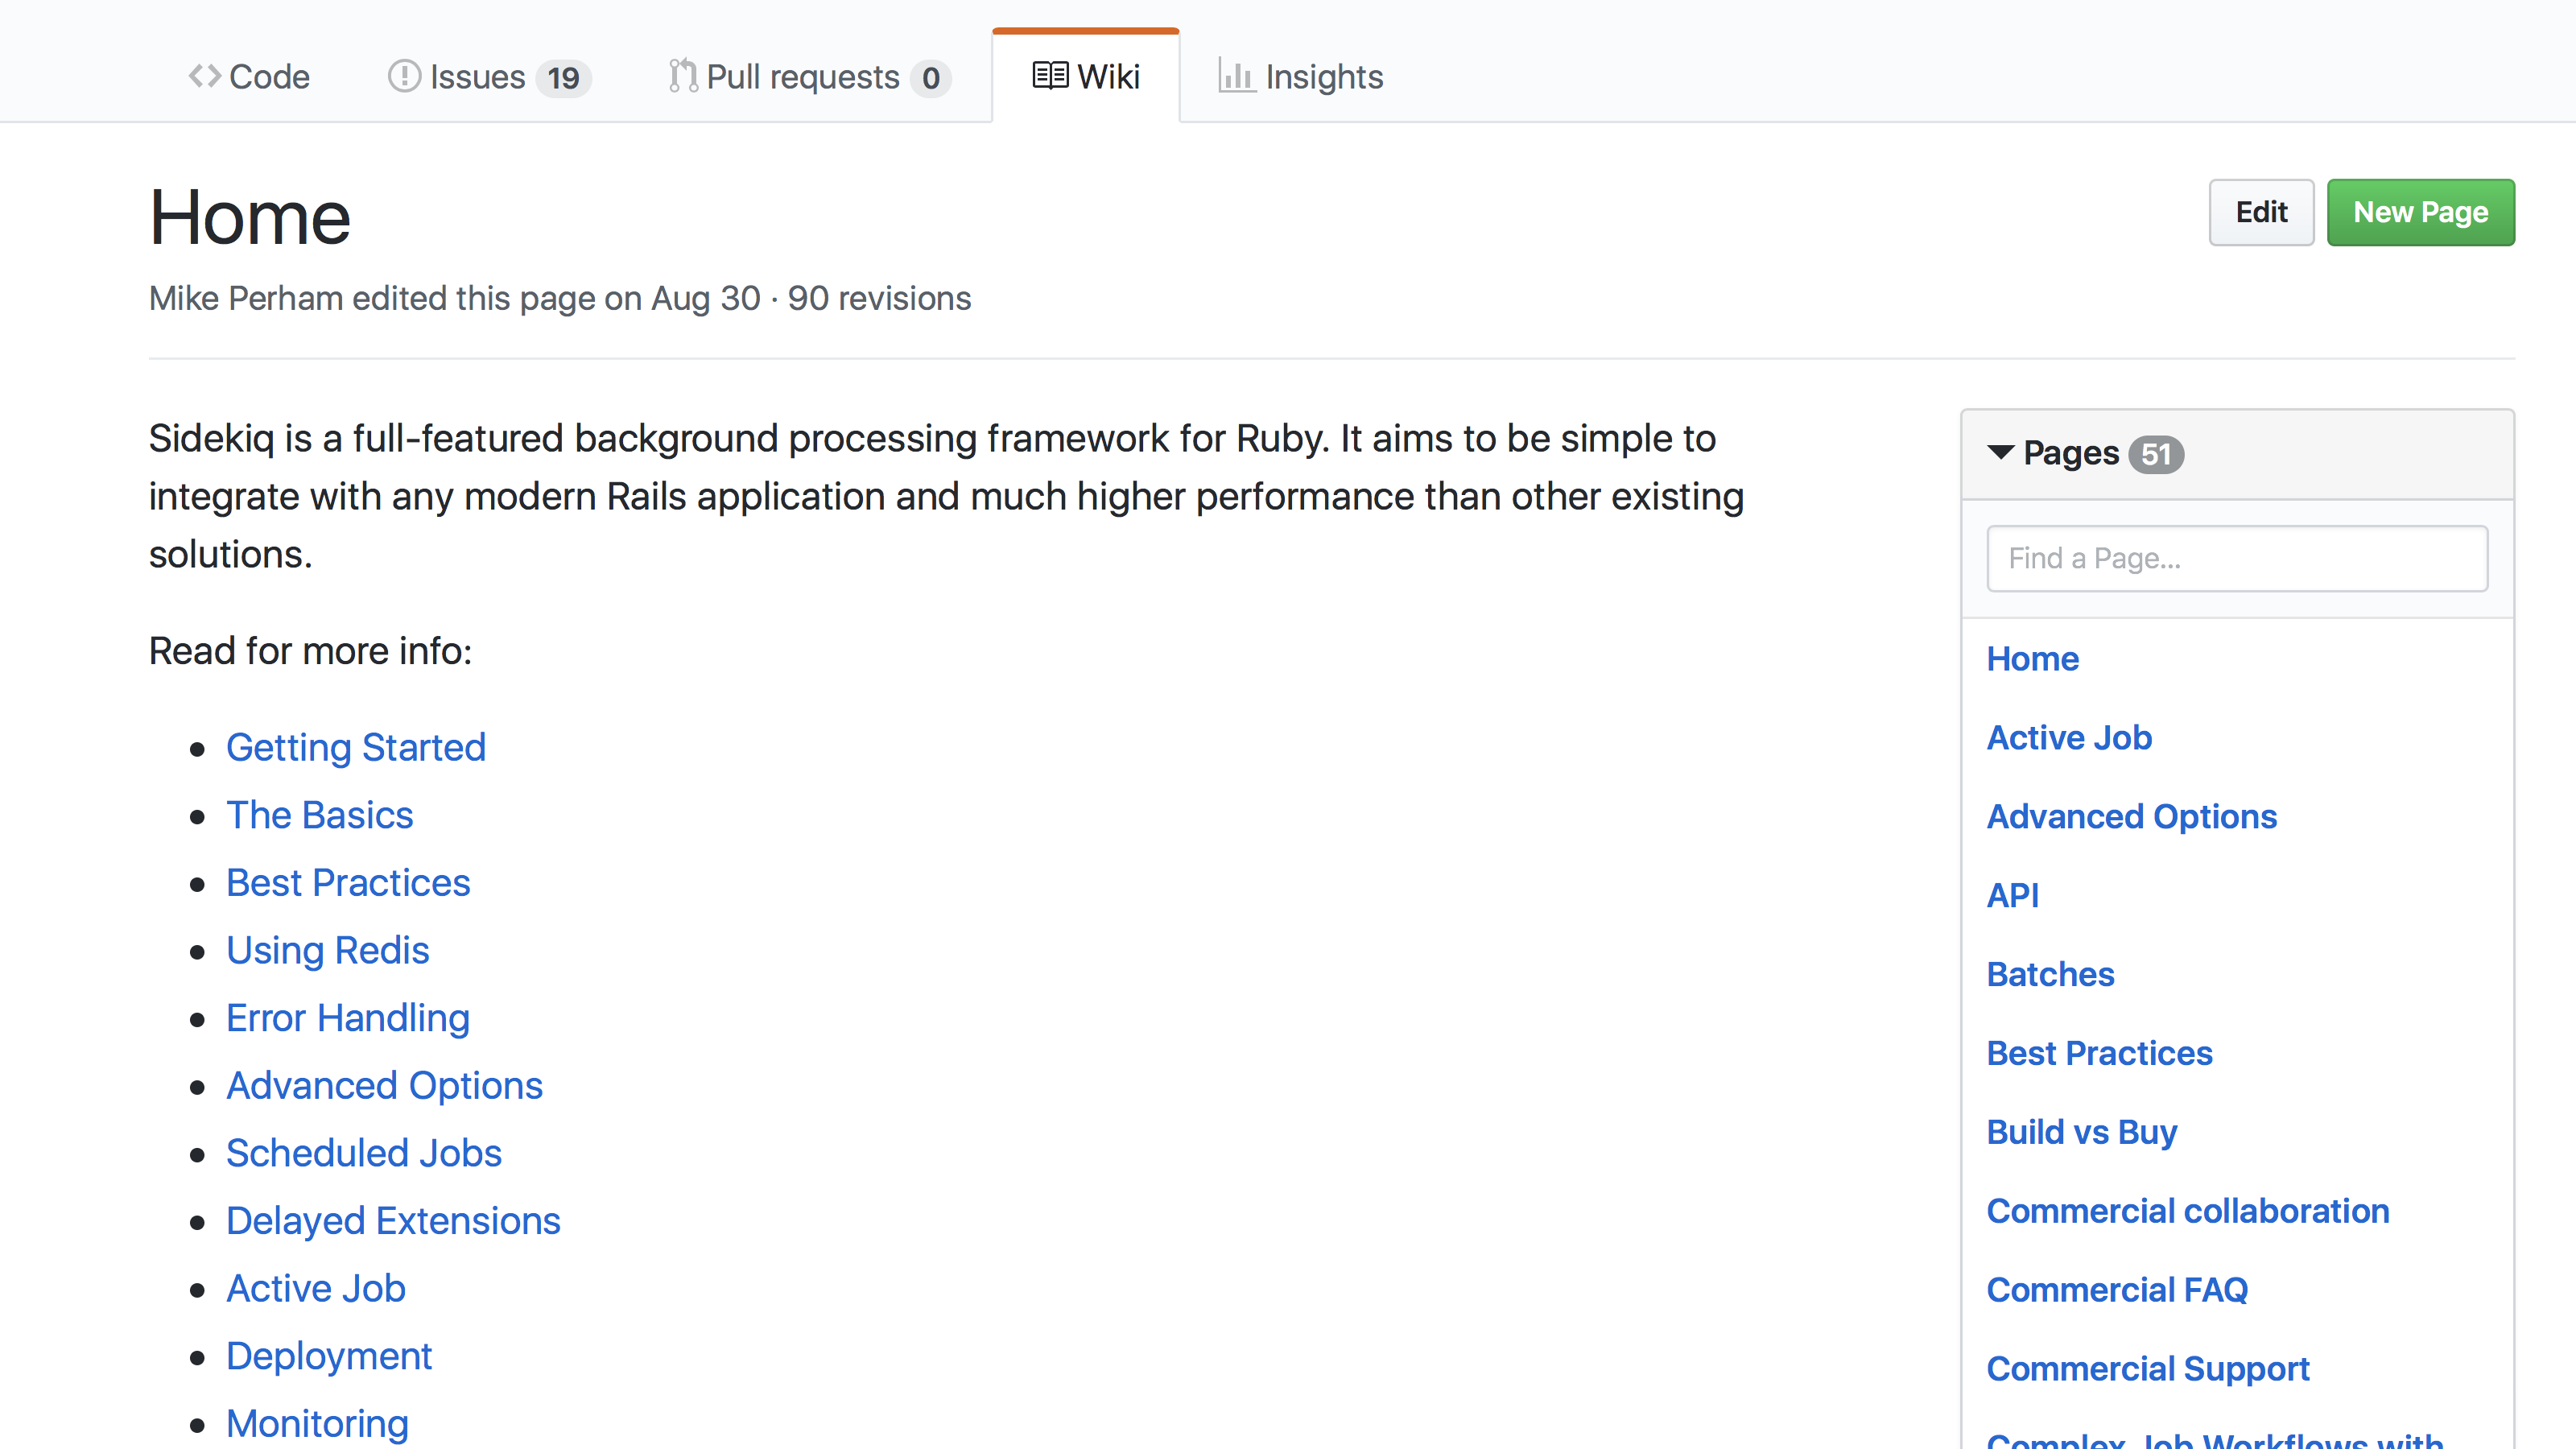 Code Issues 19 Pull requests 0 Wiki Insights
Home
Edit New Page
Mike Perham edited this page on Aug 30 · 90 revisions
Sidekiq is a full-featured background processing framework for Ruby. It aims to be simple to
integrate with any modern Rails application and much higher performance than other existing
solutions.
Read for more info:
Getting Started
The Basics
Best Practices
Using Redis
Error Handling
Advanced Options
Scheduled Jobs
Delayed Extensions
Active Job
Deployment
Monitoring
Pages 51
Find a Page...
Home
Active Job
Advanced Options
API
Batches
Best Practices
Build vs Buy
Commercial collaboration
Commercial FAQ
Commercial Support
Complex Job Workflows with